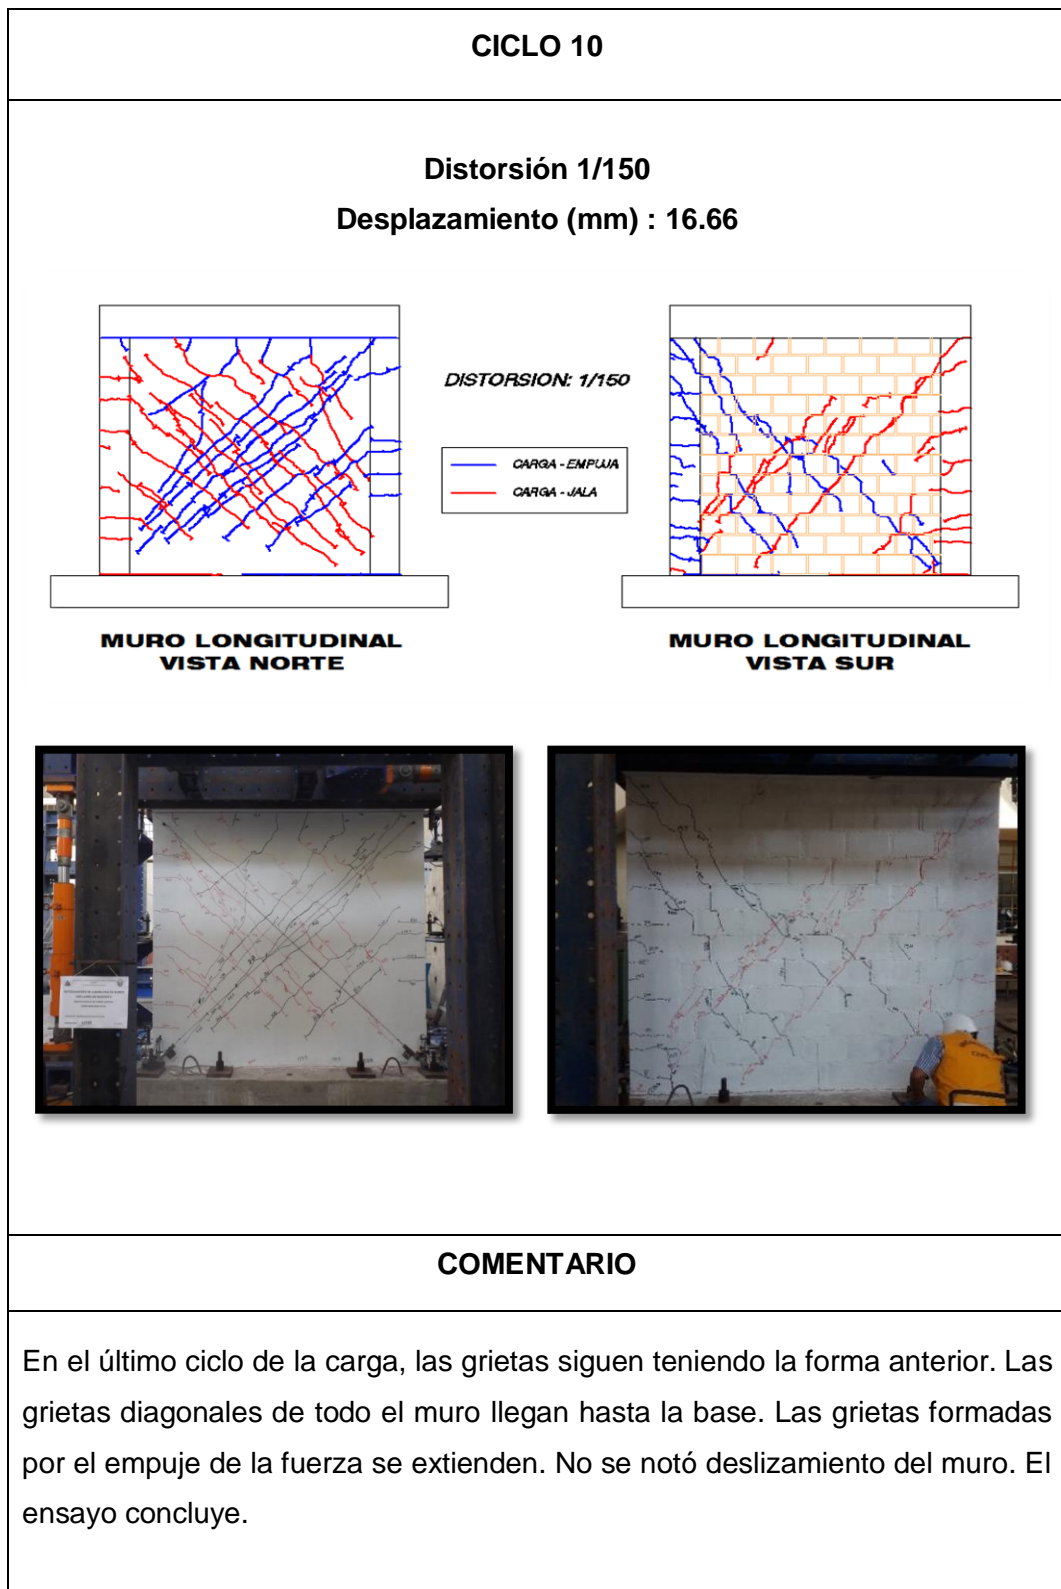 CICLO 10
Distorsión 1/150
Desplazamiento (mm) : 16.66
DISTORSION: 1/150
CARGA - EMPUJA
CARGA - JALA
MURO LONGITUDINAL
VISTA NORTE
MURO LONGITUDINAL
VISTA SUR
COMENTARIO
En el último ciclo de la carga, las grietas siguen teniendo la forma anterior. Las
grietas diagonales de todo el muro llegan hasta la base. Las grietas formadas
por el empuje de la fuerza se extienden. No se notó deslizamiento del muro. El
ensayo concluye.